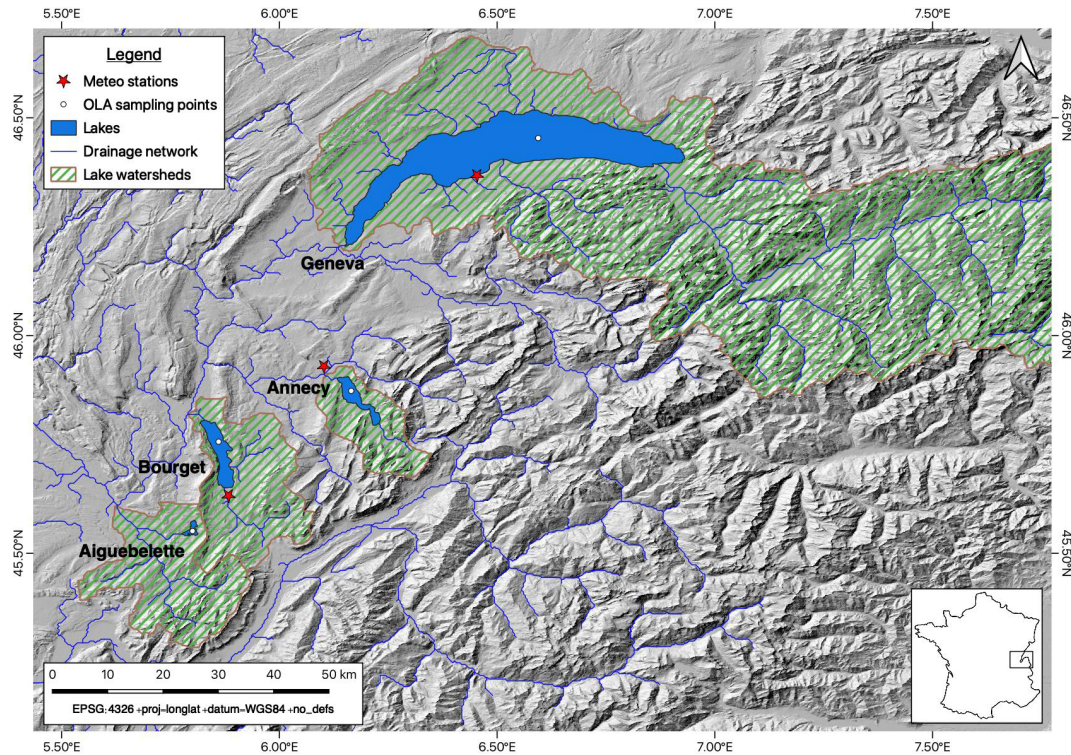 5.50°E 6.00°E 6.50°E 7.00°E 7.50°E
Legend
Meteo stations
OLA sampling points
Lakes
Drainage network
Lake watersheds
46.50°N 46.50°N
Geneva
46.00°N 46.00°N
Annecy
Bourget
Aiguebelette
45.50°N 45.50°N
0 10 20 30 40 50 km
EPSG:4326 +proj=longlat +datum=WGS84 +no_defs
5.50°E 6.00°E 6.50°E 7.00°E 7.50°E